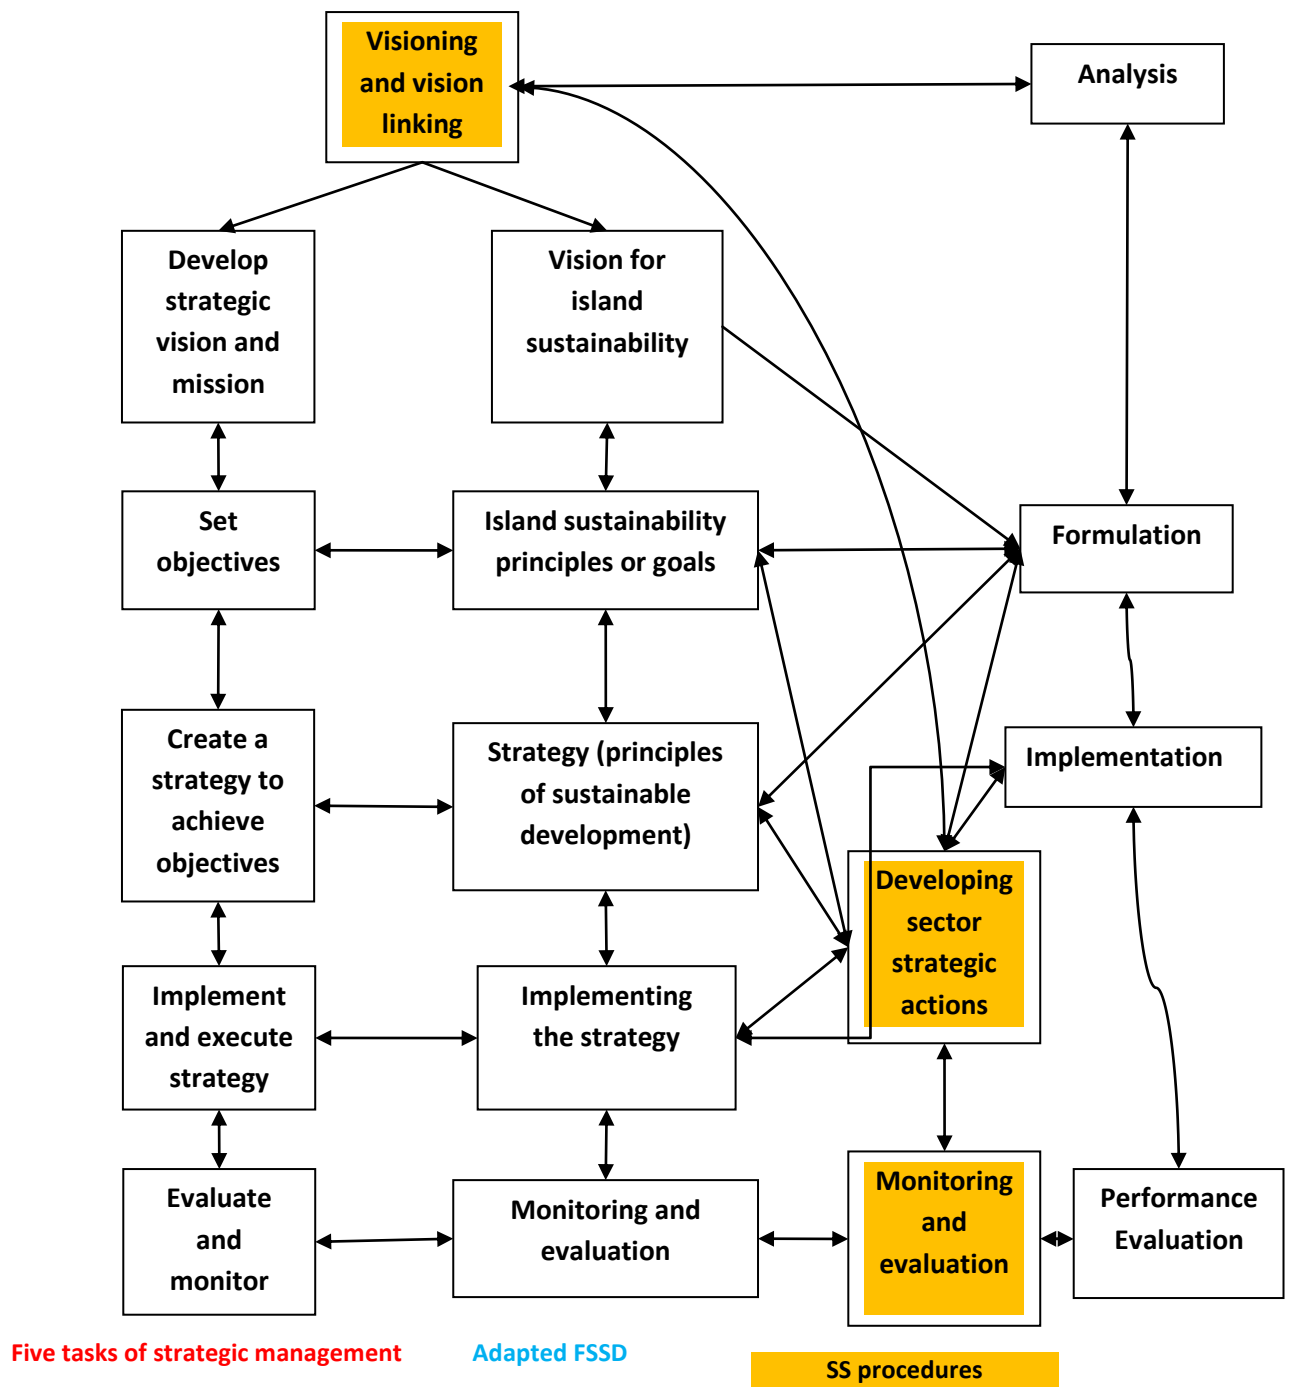 Visioning
and vision
linking
Analysis
Develop
strategic
vision and
mission
Vision for
island
sustainability
Set
objectives
Island sustainability
principles or goals
Formulation
Create a
strategy to
achieve
objectives
Strategy (principles
of sustainable
development)
Implementation
Developing
sector
strategic
actions
Implement
and execute
strategy
Implementing
the strategy
Evaluate
and
monitor
Monitoring and
evaluation
Monitoring
and
evaluation
Performance
Evaluation
Five tasks of strategic management
Adapted FSSD
SS procedures